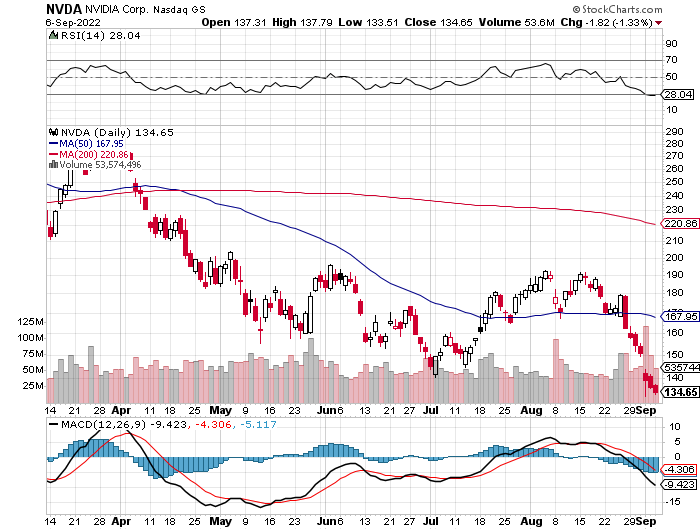 NVDA NVIDIA Corp. Nasdaq GS © StockCharts.com
6-Sep-2022 Open 137.31 High 137.79 Low 133.51 Close 134.65 Volume 53.6M Chg -1.82 (-1.33%)
RSI(14) 28.04
90
70
50
28.04
10
NVDA (Daily) 134.65
MA(50) 167.95
MA(200) 220.86
Volume 53,574,496
290
280
270
260
250
240
230
220.86
210
200
190
180
167.95
160
150
535744
140
134.65
125M
100M
75M
50M
25M
14 21 28 Apr 11 18 25 May 9 16 23 Jun 6 13 21 Jul 11 18 25 Aug 8 15 22 29 Sep
MACD(12,26,9) -9.423, -4.306, -5.117
10
5
0
-4.306
-9.423
-15
14 21 28 Apr 11 18 25 May 9 16 23 Jun 6 13 21 Jul 11 18 25 Aug 8 15 22 29 Sep